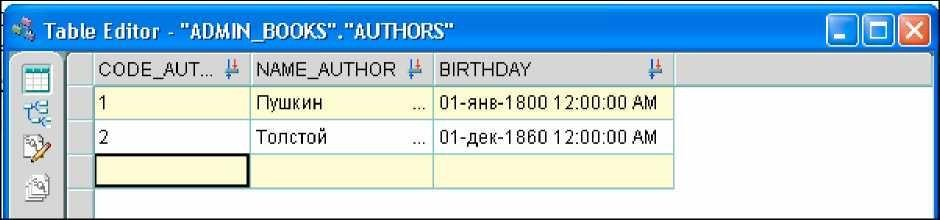 Table Editor - "ADMIN_BOOKS"."AUTHORS"
CODE_AUT... NAME_AUTHOR BIRTHDAY
1 Пушкин ... 01-янв-1800 12:00:00 AM
2 Толстой ... 01-дек-1860 12:00:00 AM